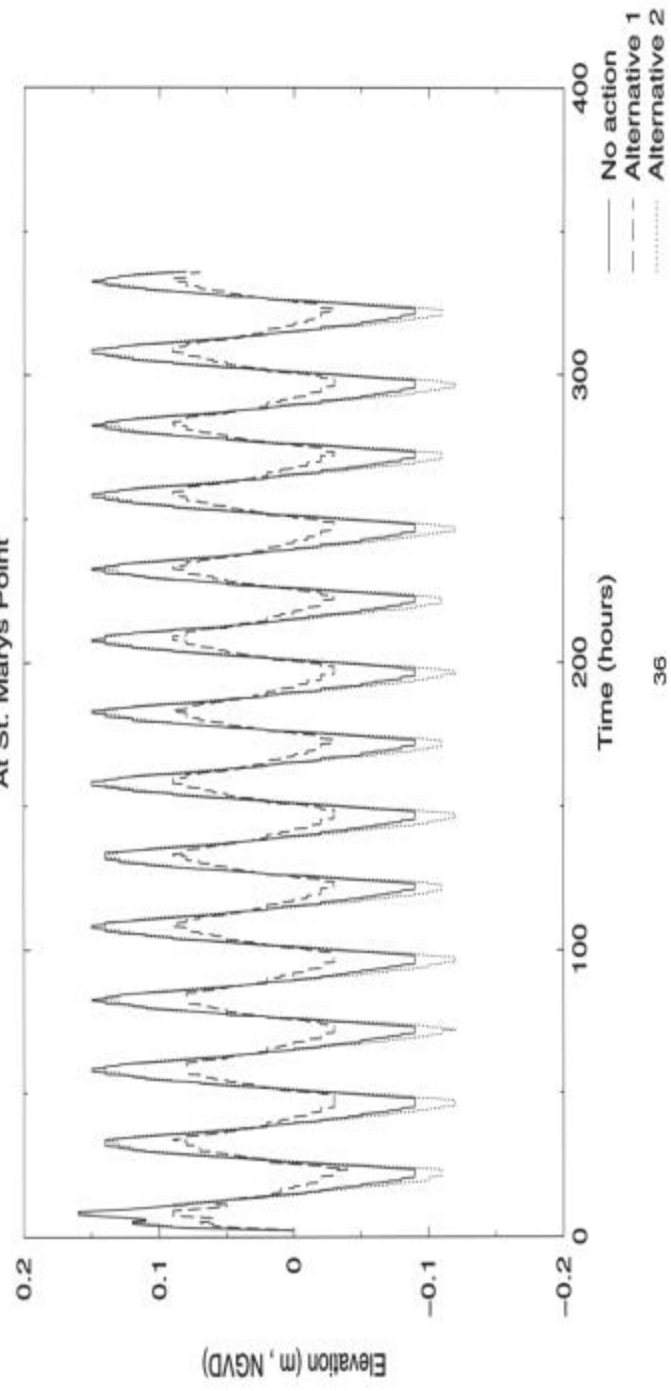 At St. Marys Point
Elevation (m , NGVD)
0.2
0.1
0
−0.1
−0.2
0
100
200
300
400
Time (hours)
No action
Alternative 1
Alternative 2
36